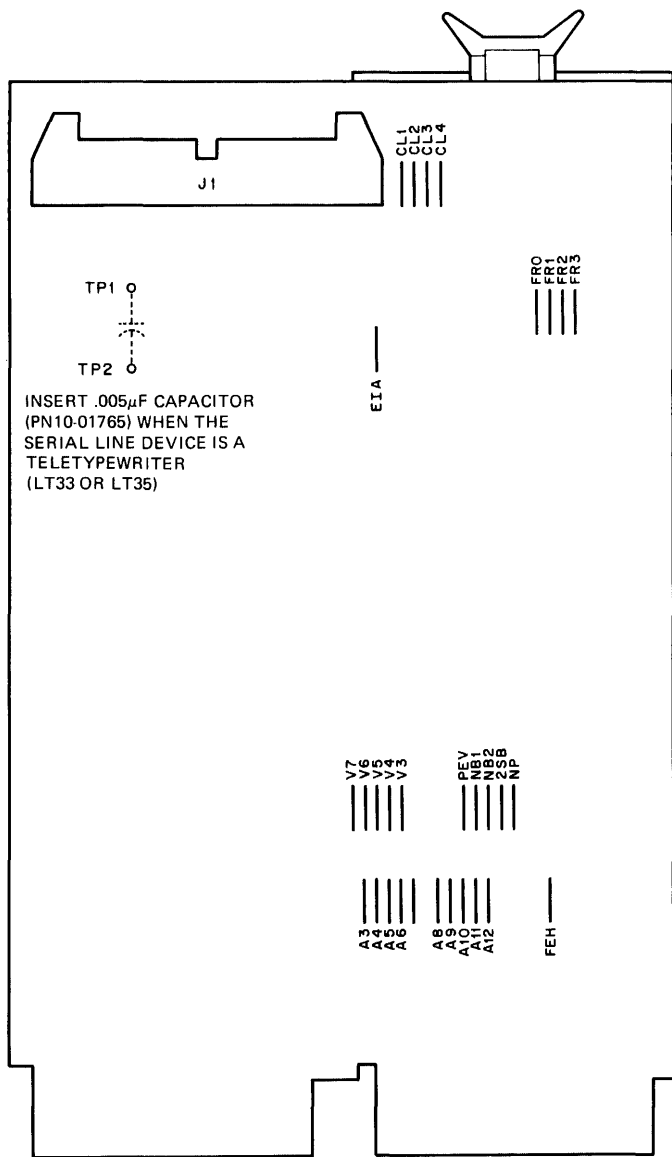 CL1
CL2
CL3
CL4
J1
FR0
FR1
FR2
FR3
TP1
TP2
EIA
INSERT .005μF CAPACITOR
(PN10-01765) WHEN THE
SERIAL LINE DEVICE IS A
TELETYPEWRITER
(LT33 OR LT35)
V7
V6
V5
V4
V3
PEV
NB1
NB2
2SB
NP
A3
A4
A5
A6
A8
A9
A10
A11
A12
FEH